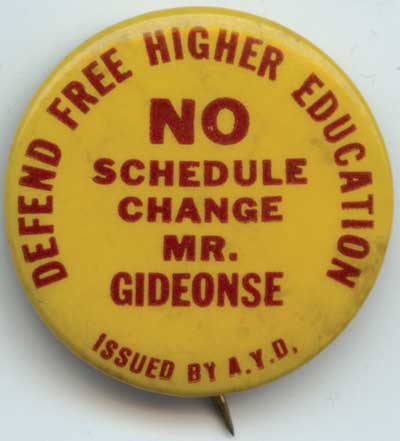 DEFEND FREE HIGHER EDUCATION
NO
SCHEDULE
CHANGE
MR.
GIDEONSE
ISSUED BY A.Y.D.